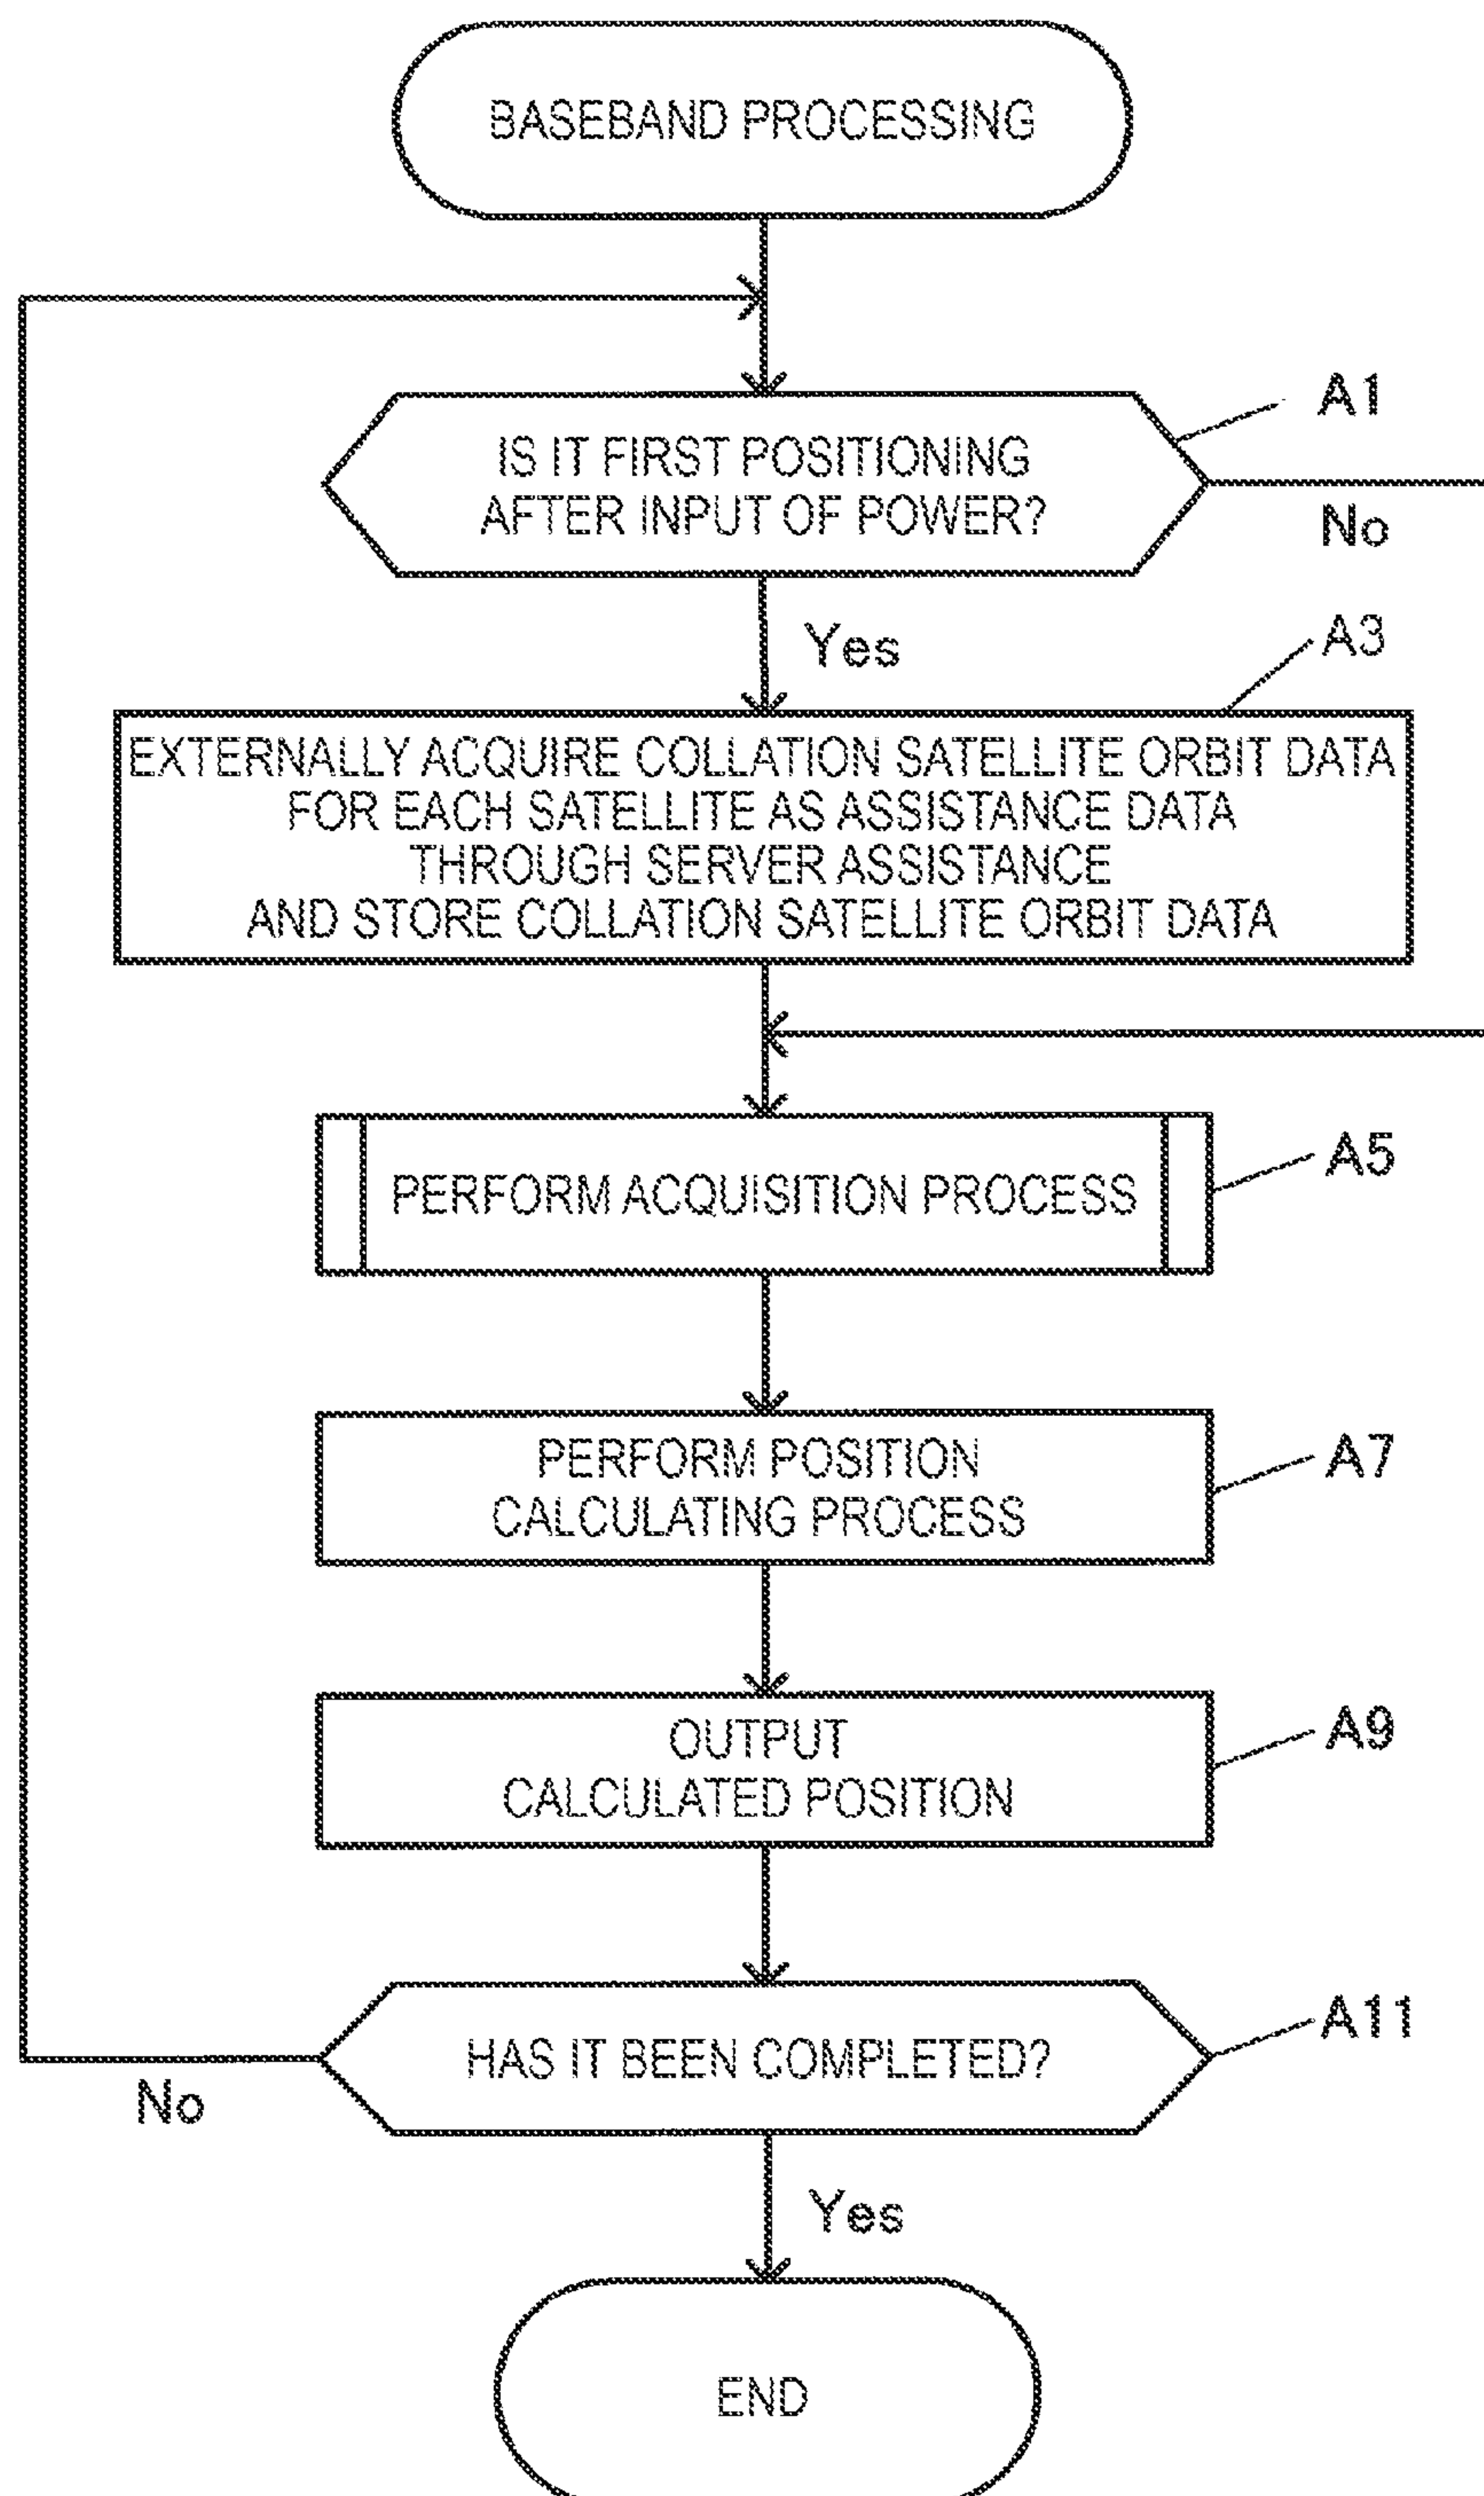 BASEBAND PROCESSING
A1
IS IT FIRST POSITIONING
AFTER INPUT OF POWER?
No
Yes
A3
EXTERNALLY ACQUIRE COLLATION SATELLITE ORBIT DATA
FOR EACH SATELLITE AS ASSISTANCE DATA
THROUGH SERVER ASSISTANCE
AND STORE COLLATION SATELLITE ORBIT DATA
A5
PERFORM ACQUISITION PROCESS
A7
PERFORM POSITION
CALCULATING PROCESS
A9
OUTPUT
CALCULATED POSITION
A11
HAS IT BEEN COMPLETED?
No
Yes
END